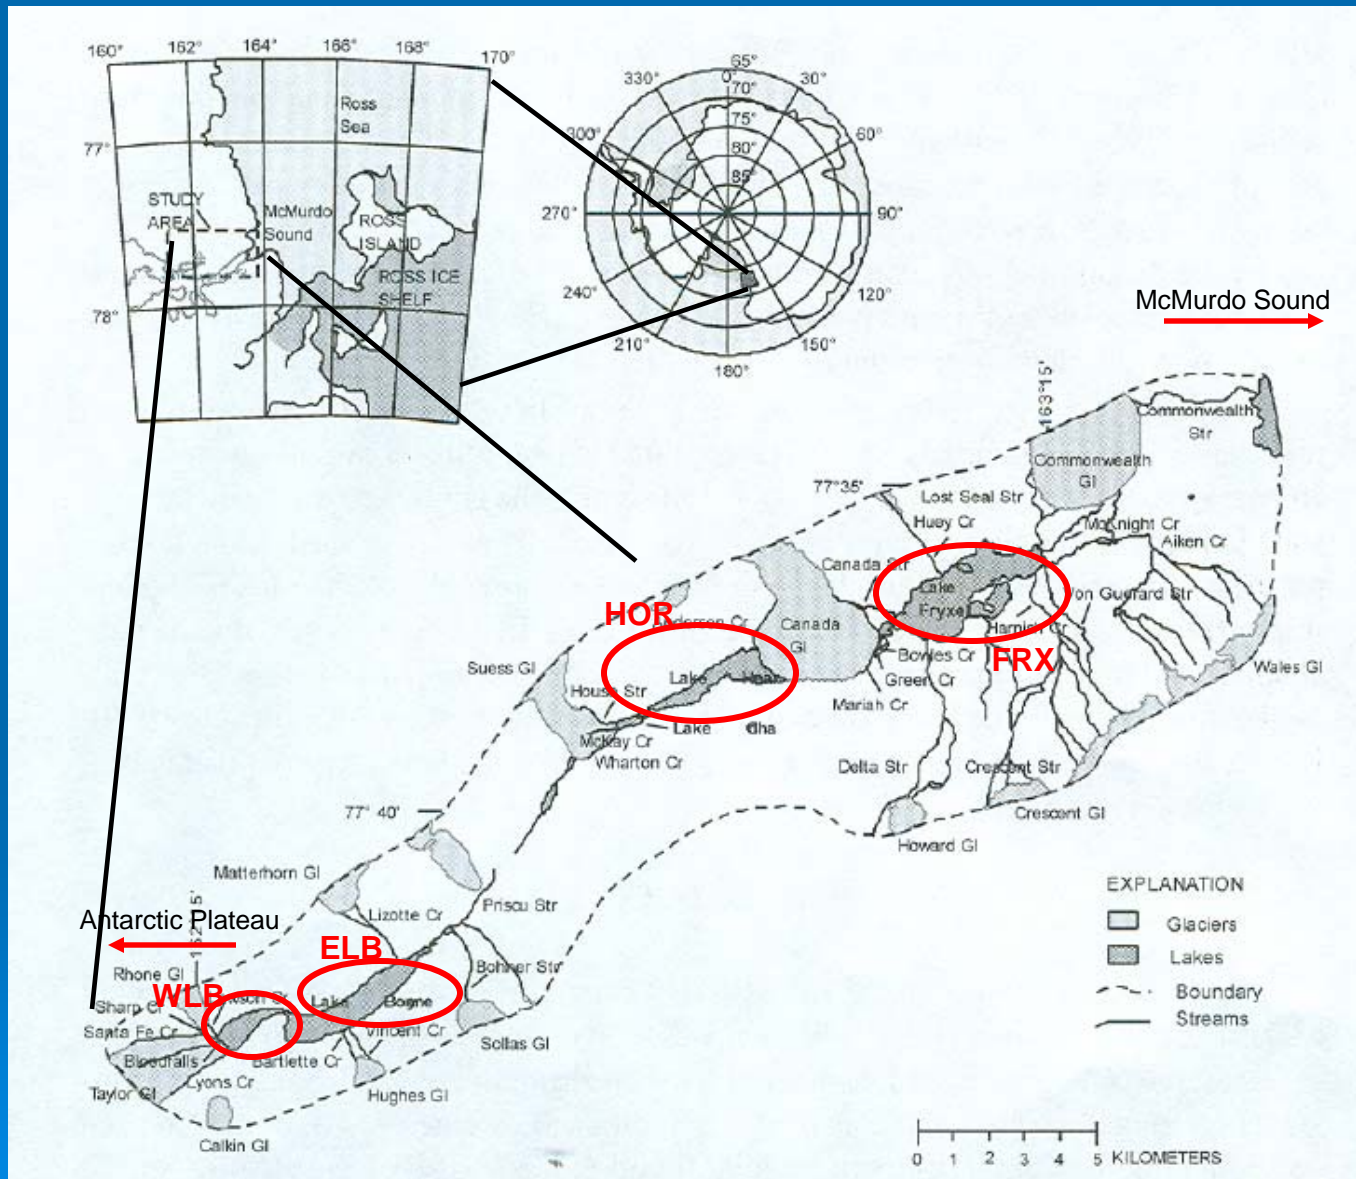 160° 162° 164° 166° 168° 170°
77°
78°
Ross
Sea
STUDY
AREA
McMurdo
Sound
ROSS
ISLAND
ROSS ICE
SHELF
330° 0° 30°
65°
70°
75°
80°
85°
300° 60°
270° 90°
240° 120°
210° 150°
180°
McMurdo Sound
163°15'
Commonwealth
Str
Commonwealth
Gl
77°35'
Lost Seal Str
Huey Cr
McKnight Cr
Aiken Cr
Canada Str
Lake
Fryxe
Von Guerard Str
Harnish Cr
FRX
Wales Gl
HOR
Canada
Gl
Bowles Cr
Green Cr
Mariah Cr
Suess Gl
House Str
Lake Hoar
Lake
McKay Cr
Wharton Cr
Delta Str
Crescent Str
Crescent Gl
Howard Gl
77° 40'
Matterhorn Gl
Lizotte Cr
Priscu Str
Antarctic Plateau
ELB
Bohner Str
Rhone Gl
WLB
Sharp Cr
Lake
Santa Fe Cr
Vincent Cr
Sollas Gl
Bloodfalls
Bartlette Cr
Lyons Cr
Taylor Gl
Hughes Gl
Calkin Gl
EXPLANATION
Glaciers
Lakes
Boundary
Streams
0 1 2 3 4 5 KILOMETERS